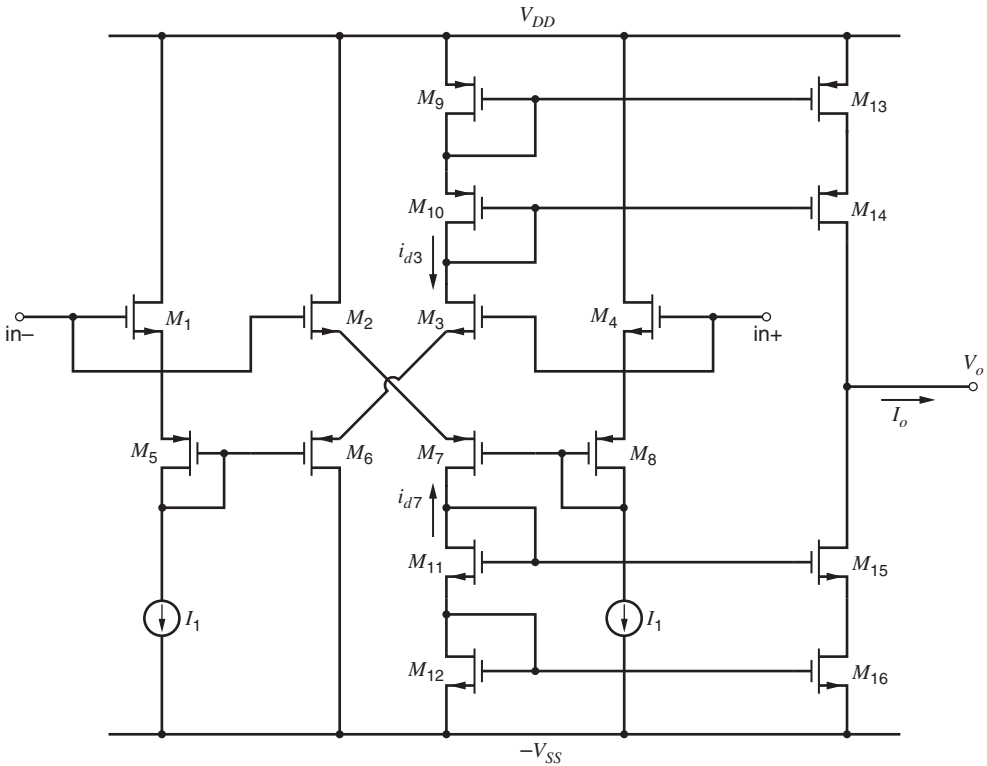 V_DD
M_9
M_13
M_10
M_14
i_d3
in–
M_1
M_2
M_3
M_4
in+
V_o
I_o
M_5
M_6
M_7
M_8
i_d7
M_11
M_15
I_1
I_1
M_12
M_16
–V_SS